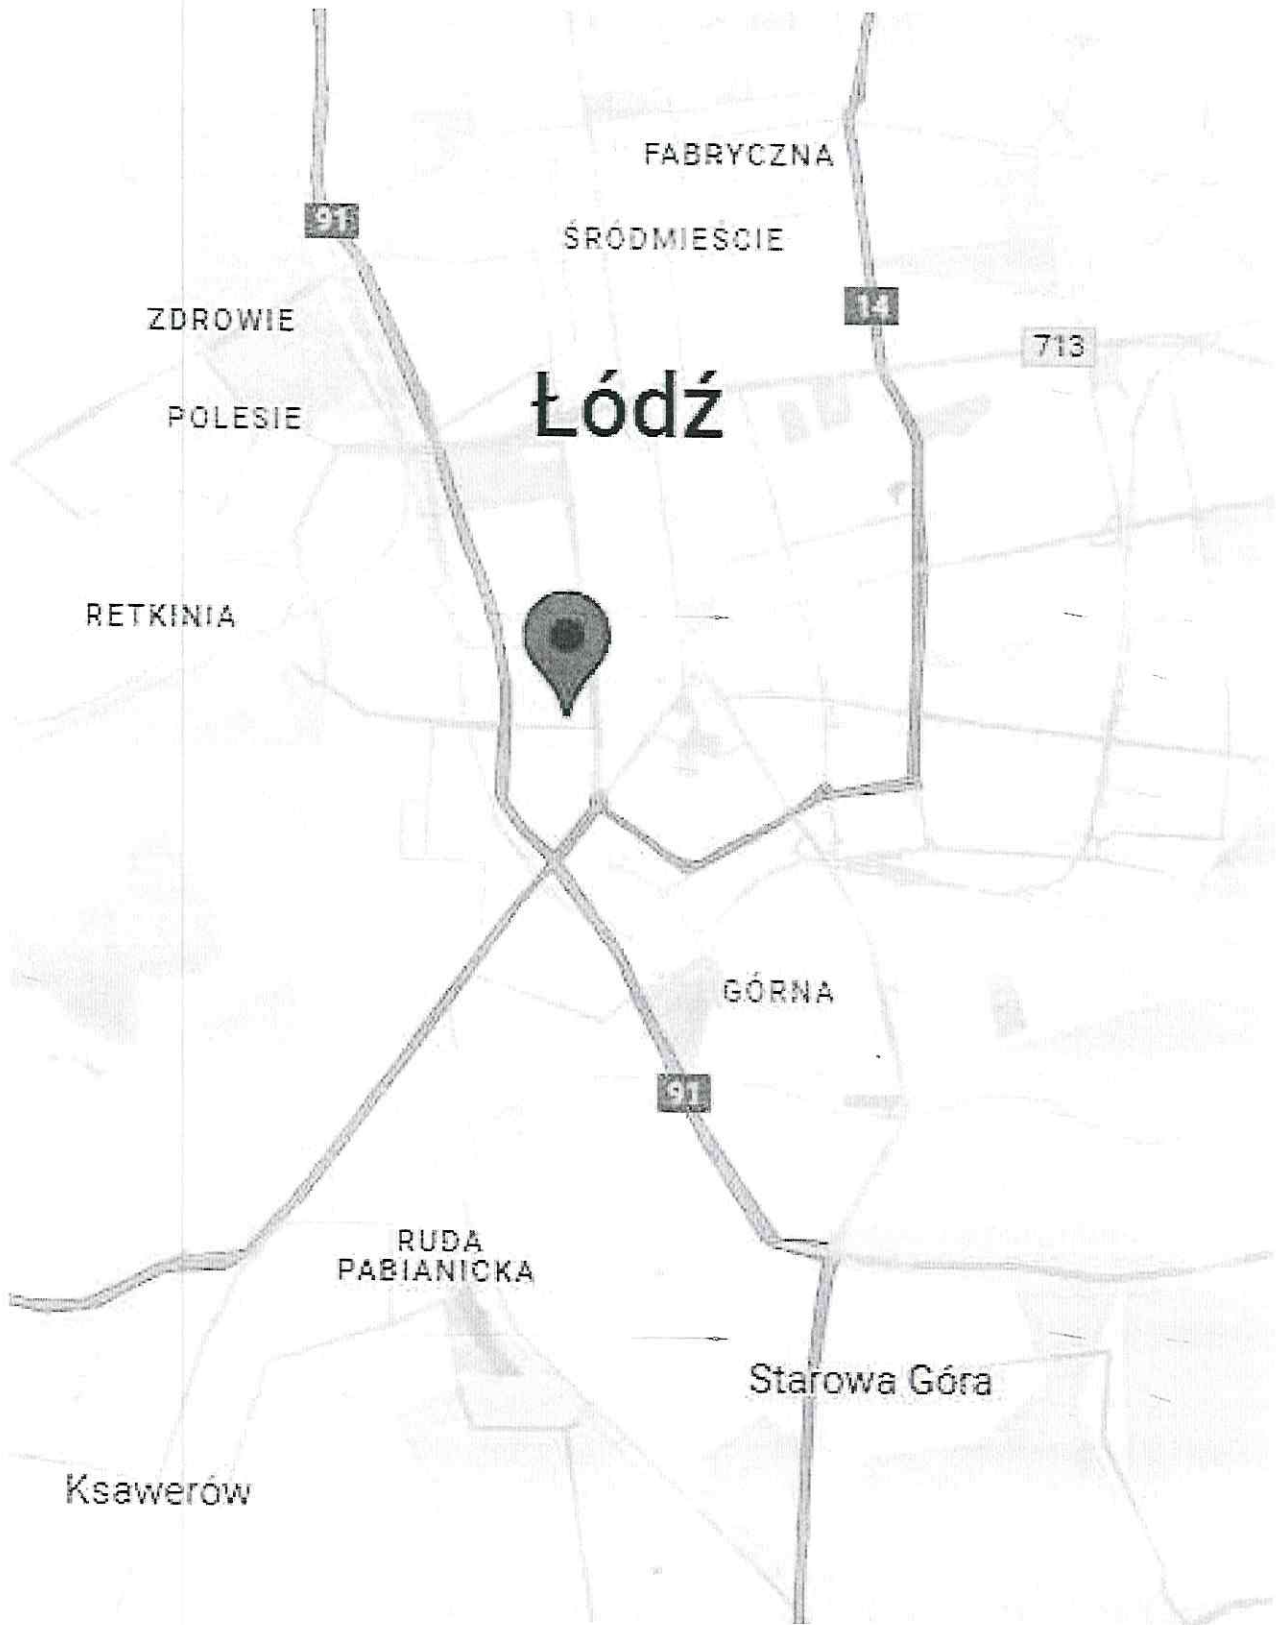 FABRYCZNA
91
ŚRÓDMIEŚCIE
14
ZDROWIE
713
Łódź
POLESIE
RETKINIA
GÓRNA
91
RUDA
PABIANICKA
Starowa Góra
Ksawerów